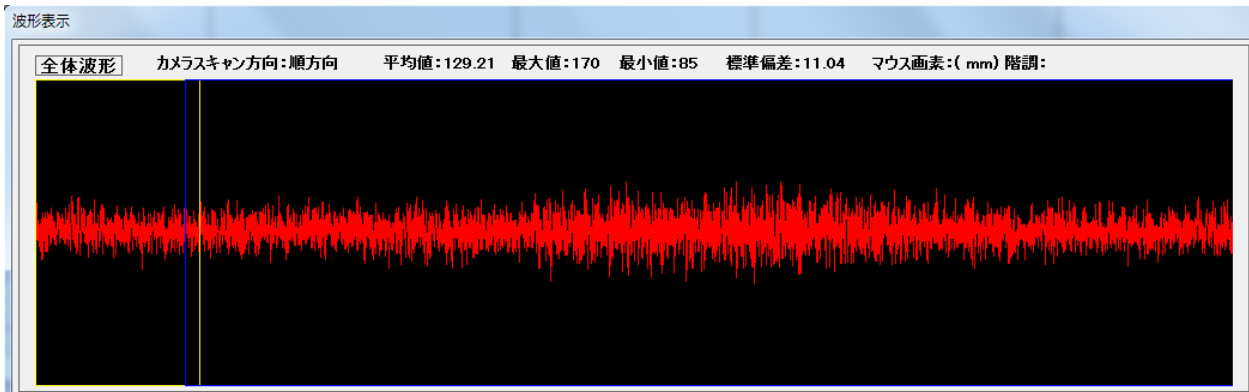 波形表示
全体波形 カメラスキャン方向:順方向 平均値:129.21 最大値:170 最小値:85 標準偏差:11.04 マウス画素:( mm) 階調: